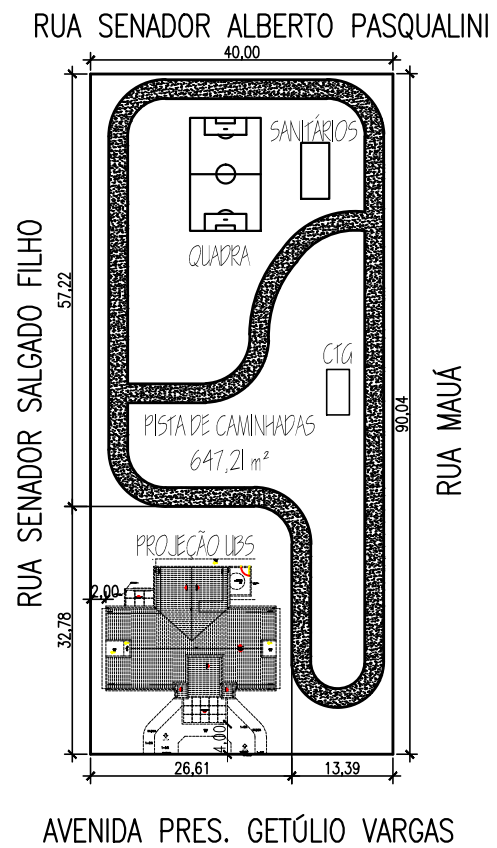 RUA SENADOR ALBERTO PASQUALINI
40,00
SANITÁRIOS
QUADRA
RUA SENADOR SALGADO FILHO
57,22
CTG
90,04
RUA MAUÁ
PISTA DE CAMINHADAS
647,21 m²
PROJEÇÃO UBS
2,00
32,78
4,00
26,61
13,39
AVENIDA PRES. GETÚLIO VARGAS